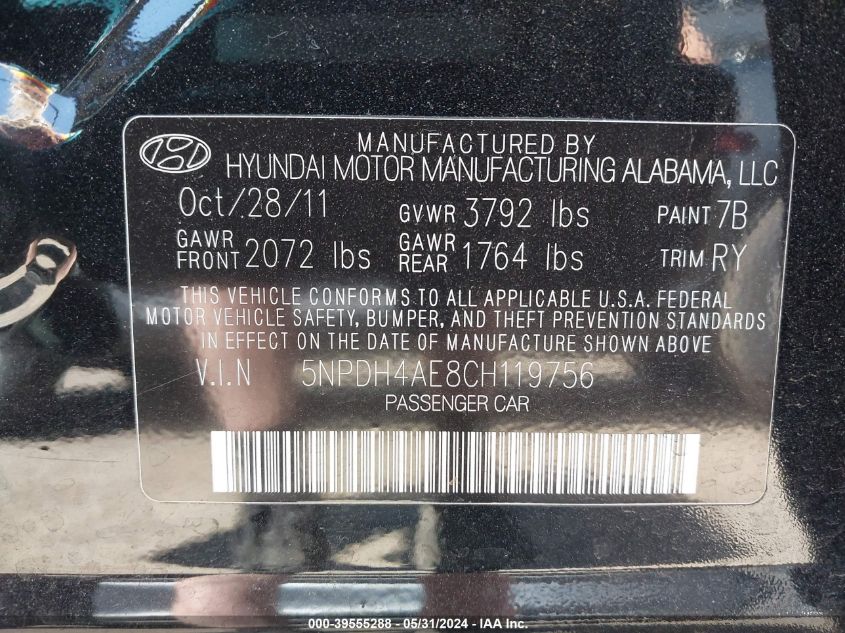 MANUFACTURED BY
HYUNDAI MOTOR MANUFACTURING ALABAMA, LLC
Oct/28/11 GVWR 3792 lbs PAINT 7B
GAWR FRONT 2072 lbs GAWR REAR 1764 lbs TRIM RY
THIS VEHICLE CONFORMS TO ALL APPLICABLE U.S.A. FEDERAL
MOTOR VEHICLE SAFETY, BUMPER, AND THEFT PREVENTION STANDARDS
IN EFFECT ON THE DATE OF MANUFACTURE SHOWN ABOVE
V.I.N 5NPDH4AE8CH119756
PASSENGER CAR
000-39555288 - 05/31/2024 - IAA Inc.